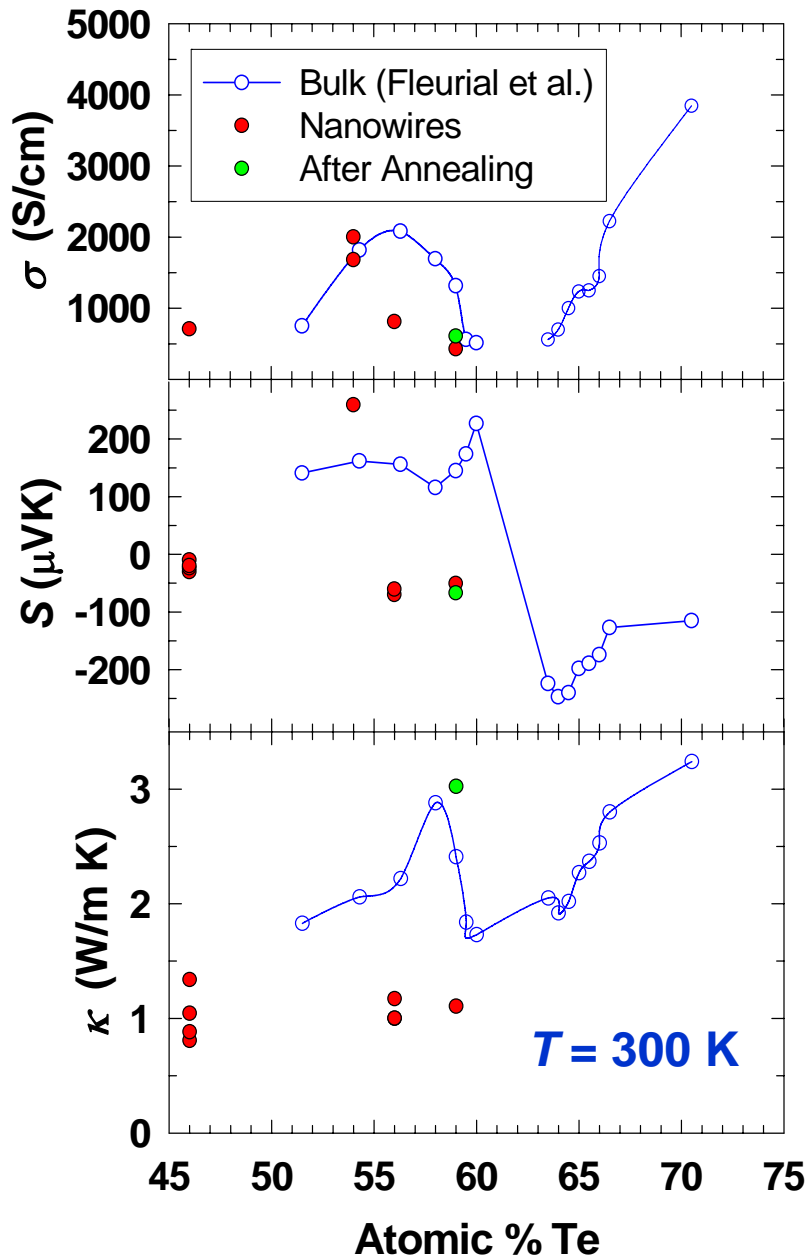 5000
4000
3000
2000
1000
σ (S/cm)
Bulk (Fleurial et al.)
Nanowires
After Annealing
200
100
0
-100
-200
S (μVK)
3
2
1
0
κ (W/m K)
T = 300 K
45 50 55 60 65 70 75
Atomic % Te